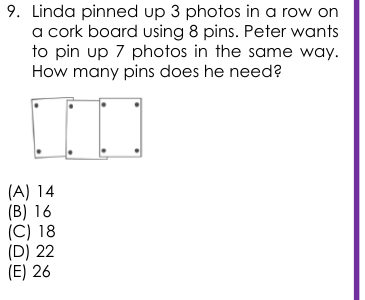 9. Linda pinned up 3 photos in a row on
a cork board using 8 pins. Peter wants
to pin up 7 photos in the same way.
How many pins does he need?
(A) 14
(B) 16
(C) 18
(D) 22
(E) 26